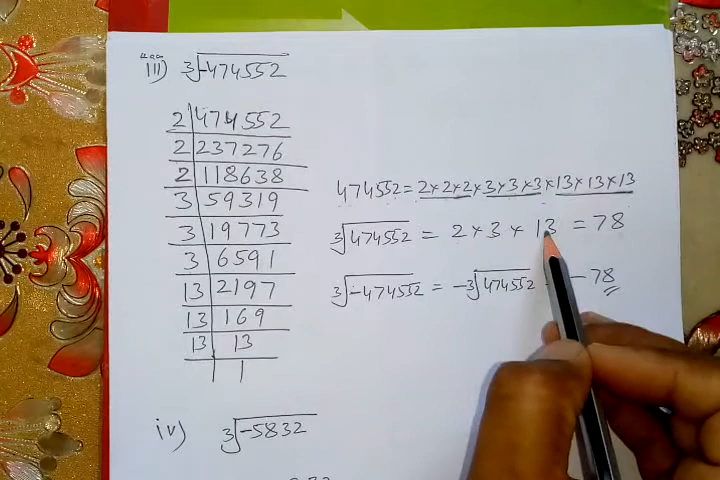 iii) ∛-474552
2 | 474552
2 | 237276
2 | 118638
3 | 59319
3 | 19773
3 | 6591
13 | 2197
13 | 169
13 | 13
1
474552 = 2×2×2×3×3×3×13×13×13
∛474552 = 2 × 3 × 13 = 78
∛-474552 = -∛474552 = -78
iv) ∛-5832